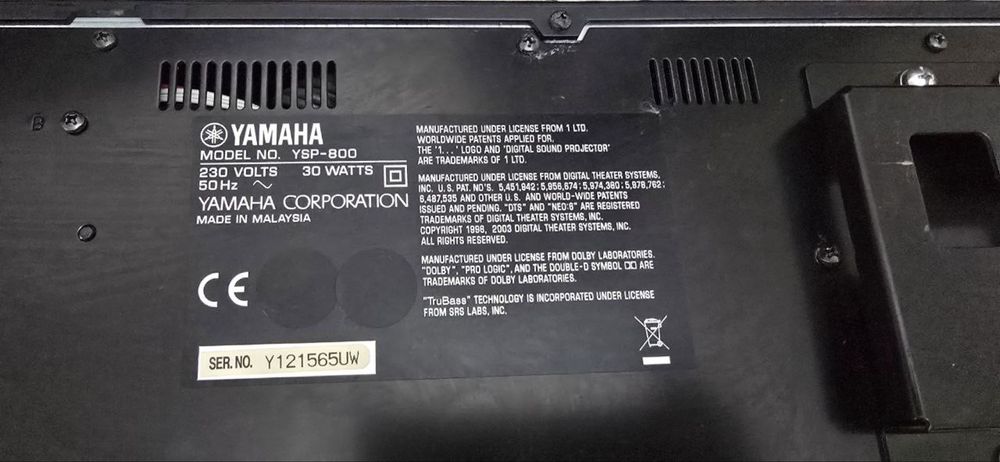 B
YAMAHA
MODEL NO. YSP-800
230 VOLTS 30 WATTS
50 Hz ~
YAMAHA CORPORATION
MADE IN MALAYSIA
CE
SER.NO. Y121565UW
MANUFACTURED UNDER LICENSE FROM 1 LTD.
WORLDWIDE PATENTS APPLIED FOR.
THE '1...' LOGO AND 'DIGITAL SOUND PROJECTOR'
ARE TRADEMARKS OF 1 LTD.
MANUFACTURED UNDER LICENSE FROM DIGITAL THEATER SYSTEMS,
INC. U.S. PAT. NO'S. 5,451,942; 5,956,674; 5,974,380; 5,978,762;
6,487,535 AND OTHER U.S. AND WORLD-WIDE PATENTS
ISSUED AND PENDING. "DTS" AND "NEO:6" ARE REGISTERED
TRADEMARKS OF DIGITAL THEATER SYSTEMS, INC.
COPYRIGHT 1996, 2003 DIGITAL THEATER SYSTEMS, INC.
ALL RIGHTS RESERVED.
MANUFACTURED UNDER LICENSE FROM DOLBY LABORATORIES.
"DOLBY", "PRO LOGIC", AND THE DOUBLE-D SYMBOL ARE
TRADEMARKS OF DOLBY LABORATORIES.
"TruBass" TECHNOLOGY IS INCORPORATED UNDER LICENSE
FROM SRS LABS, INC.